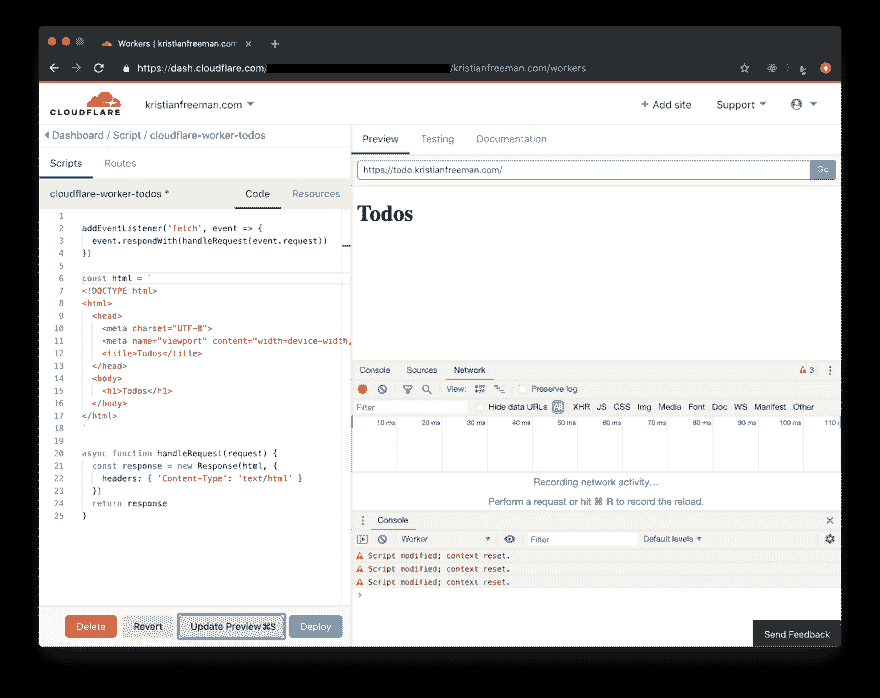 Workers | kristianfreeman.com
https://dash.cloudflare.com/ /kristianfreeman.com/workers
CLOUDFLARE
kristianfreeman.com
+ Add site
Support
Dashboard / Script / cloudflare-worker-todos
Scripts
Routes
cloudflare-worker-todos *
Code
Resources
1
2 addEventListener('fetch', event => {
3 event.respondWith(handleRequest(event.request))
4 })
5
6 const html = `
7 <!DOCTYPE html>
8 <html>
9 <head>
10 <meta charset="UTF-8">
11 <meta name="viewport" content="width=device-width,
12 <title>Todos</title>
13 </head>
14 <body>
15 <h1>Todos</h1>
16 </body>
17 </html>
18 `
19
20 async function handleRequest(request) {
21 const response = new Response(html, {
22 headers: { 'Content-Type': 'text/html' }
23 })
24 return response
25 }
Delete
Revert
Update Preview ⌘S
Deploy
Preview
Testing
Documentation
https://todo.kristianfreeman.com/
Go
Todos
Console
Sources
Network
3
View:
Preserve log
Filter
Hide data URLs
All
XHR JS CSS Img Media Font Doc WS Manifest Other
10 ms 20 ms 30 ms 40 ms 50 ms 60 ms 70 ms 80 ms 90 ms 100 ms 110
Recording network activity…
Perform a request or hit ⌘ R to record the reload.
Console
Worker
Filter
Default levels
Script modified; context reset.
Script modified; context reset.
Script modified; context reset.
Send Feedback